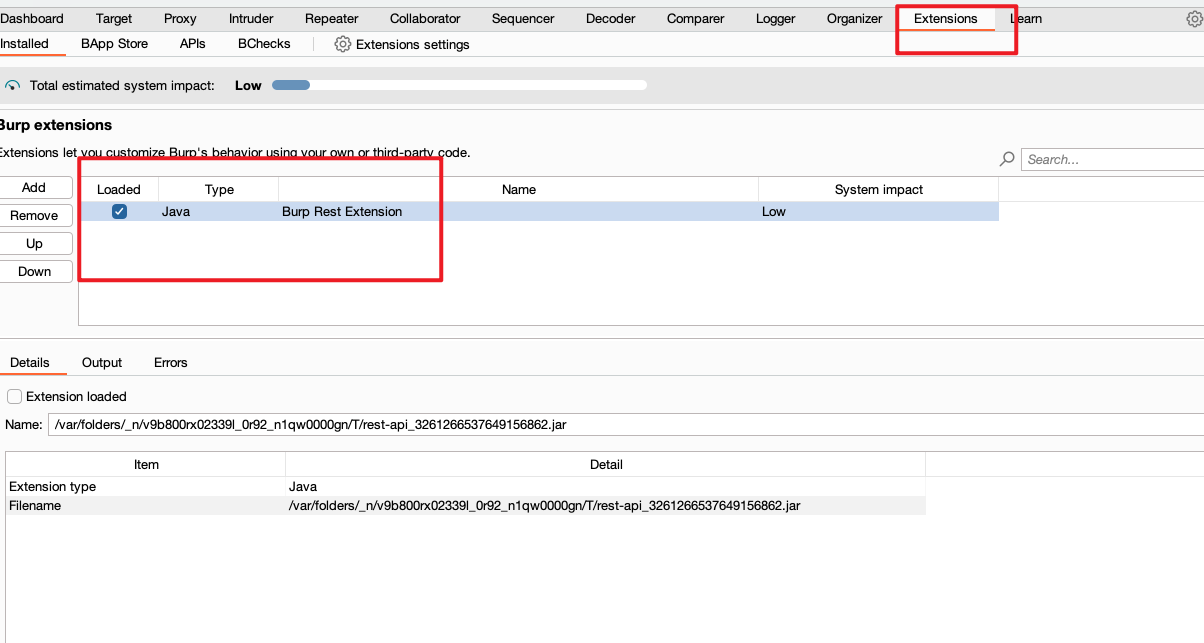 Dashboard Target Proxy Intruder Repeater Collaborator Sequencer Decoder Comparer Logger Organizer Extensions Learn
Installed BApp Store APIs BChecks Extensions settings
Total estimated system impact: Low
Burp extensions
Extensions let you customize Burp's behavior using your own or third-party code.
Search...
Add
Remove
Up
Down
Loaded Type Name System impact
Java Burp Rest Extension Low
Details Output Errors
Extension loaded
Name: /var/folders/_n/v9b800rx02339l_0r92_n1qw0000gn/T/rest-api_3261266537649156862.jar
Item Detail
Extension type Java
Filename /var/folders/_n/v9b800rx02339l_0r92_n1qw0000gn/T/rest-api_3261266537649156862.jar